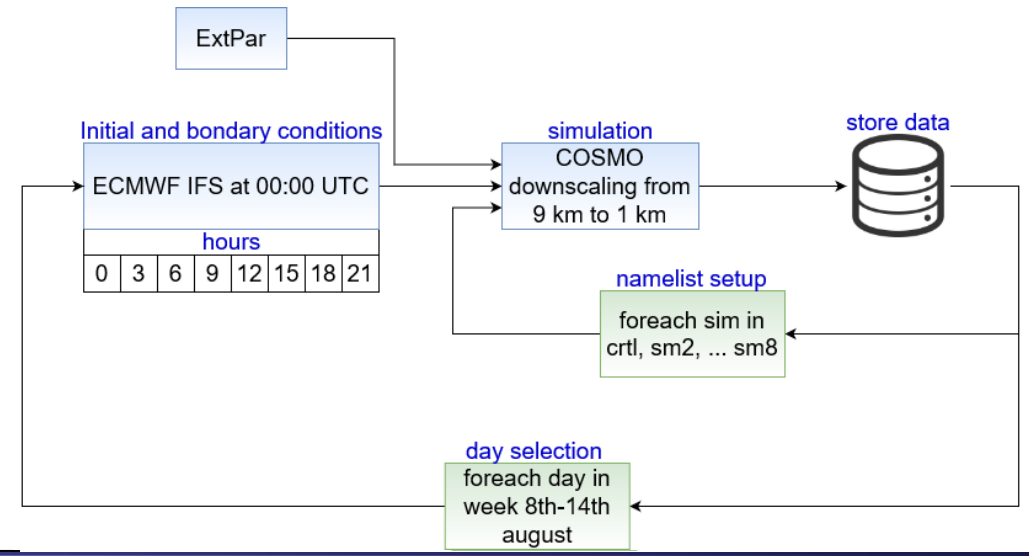 ExtPar
Initial and bondary conditions
ECMWF IFS at 00:00 UTC
hours
0 3 6 9 12 15 18 21
simulation
COSMO
downscaling from
9 km to 1 km
store data
namelist setup
foreach sim in
crtl, sm2, ... sm8
day selection
foreach day in
week 8th-14th
august